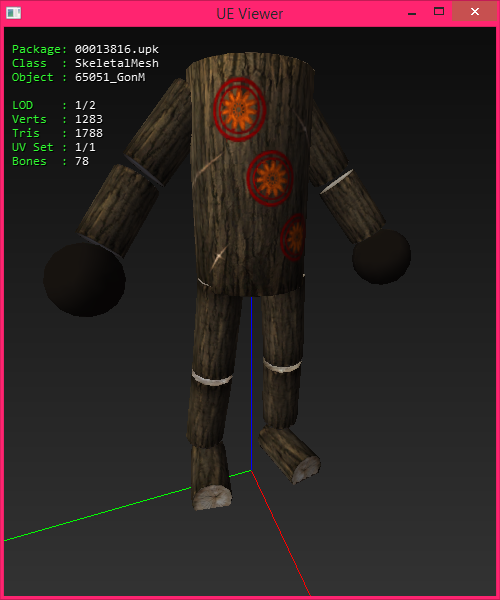 UE Viewer
Package: 00013816.upk
Class : SkeletalMesh
Object : 65051_GonM
LOD : 1/2
Verts : 1283
Tris : 1788
UV Set : 1/1
Bones : 78